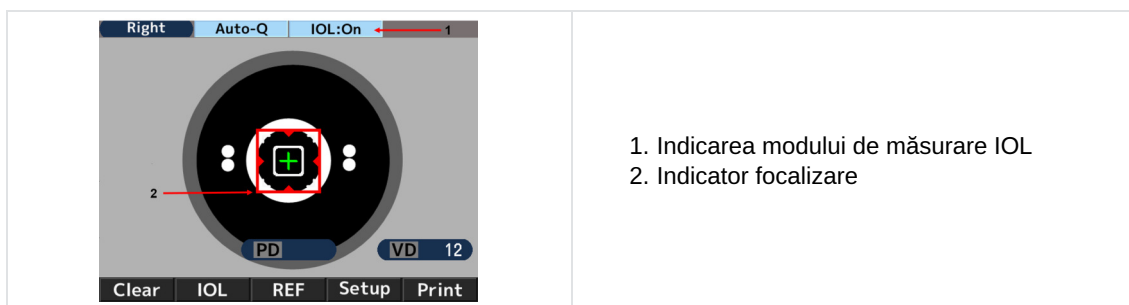 Right Auto-Q IOL:On 1
2
PD VD 12
Clear IOL REF Setup Print
1. Indicarea modului de măsurare IOL
2. Indicator focalizare